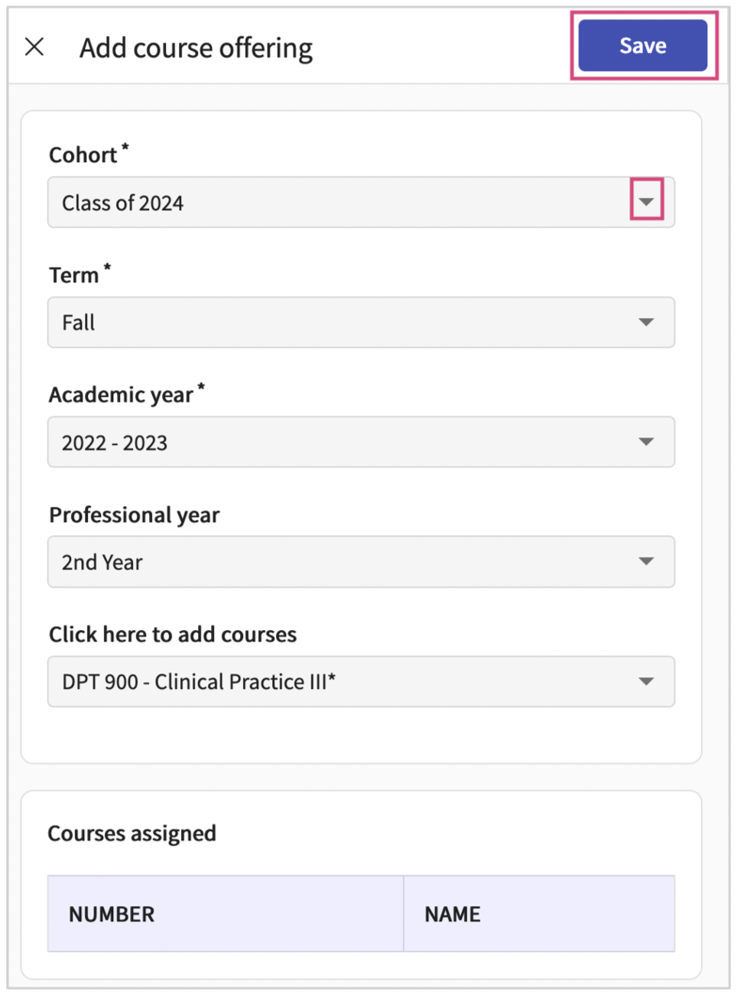 Add course offering
Save
Cohort*
Class of 2024
Term*
Fall
Academic year*
2022 - 2023
Professional year
2nd Year
Click here to add courses
DPT 900 - Clinical Practice III*
Courses assigned
NUMBER NAME